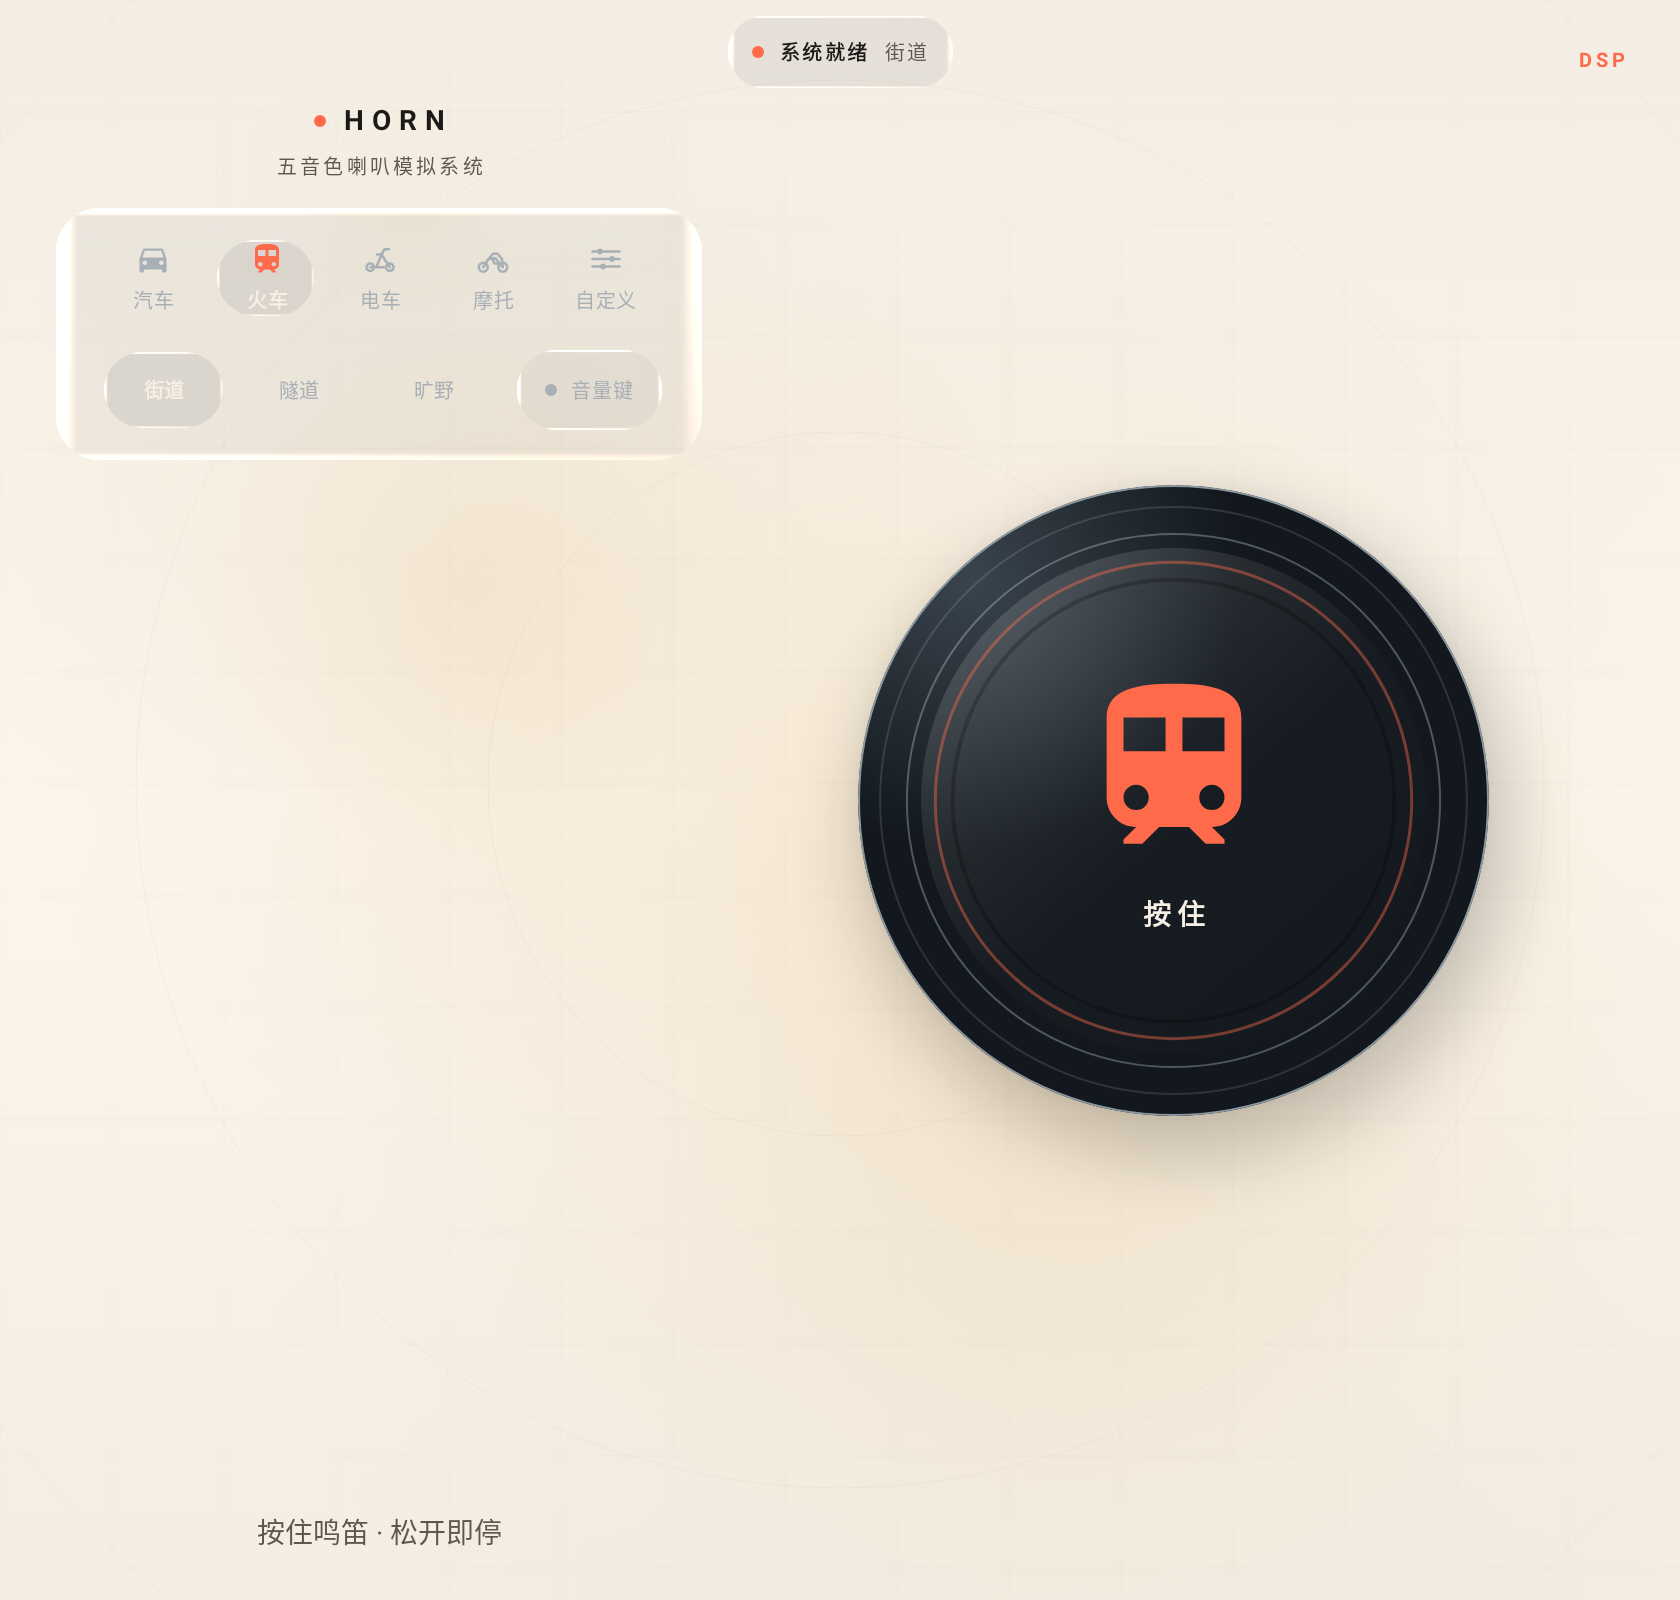 系统就绪 街道
DSP
HORN
五音色喇叭模拟系统
汽车 火车 电车 摩托 自定义
街道 隧道 旷野 音量键
按住
按住鸣笛 · 松开即停